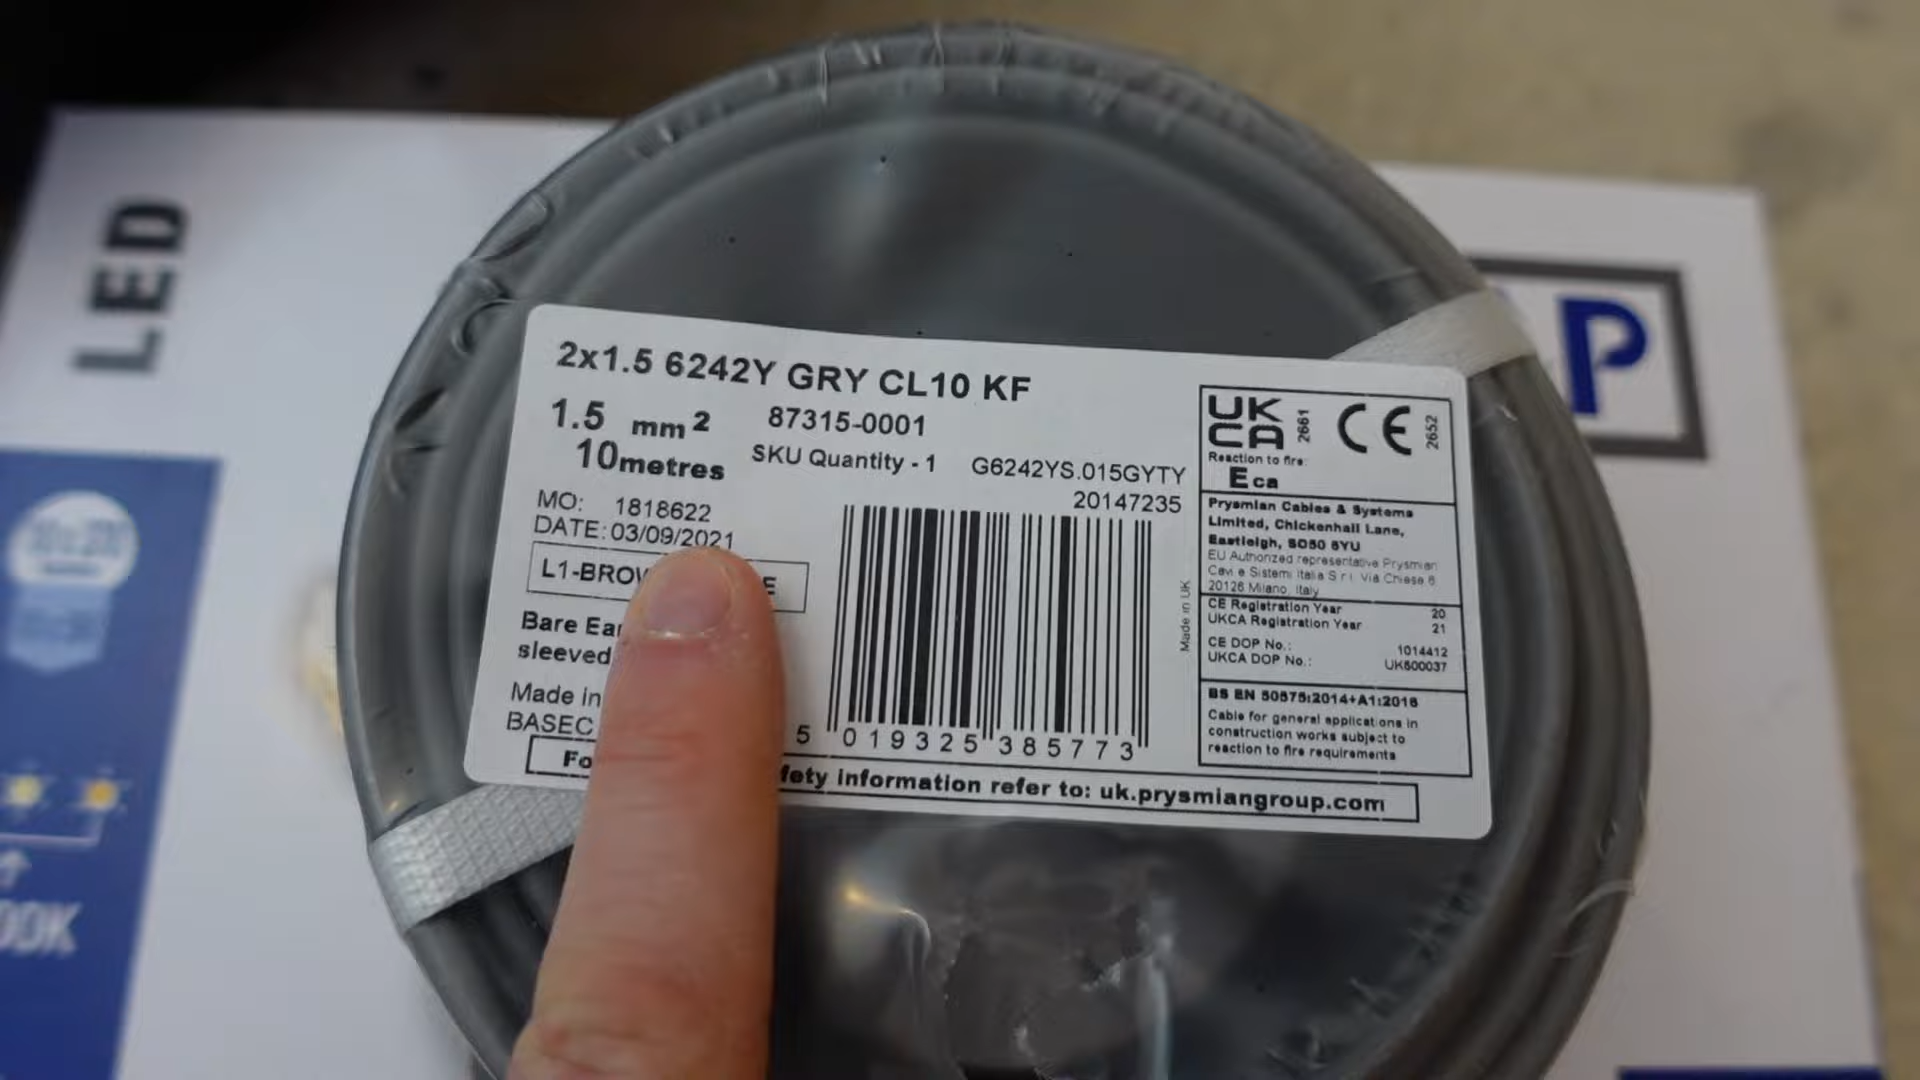 LED
P
2x1.5 6242Y GRY CL10 KF
1.5 mm2
87315-0001
10metres
SKU Quantity - 1
G6242YS.015GYTY
20147235
MO: 1818622
DATE: 03/09/2021
L1-BROW
E
Bare Ear
sleeved
Made in
BASEC
Fo
fety information refer to: uk.prysmiangroup.com
5 019325 385773
Made in UK
UK
CA
2661
CE
2652
Reaction to fire:
Eca
Prysmian Cables & Systems
Limited, Chickenhall Lane,
Eastleigh, SO50 6YU
EU Authorized representative Prysmian
Cavi e Sistemi Italia S r l Via Chiese 6
20126 Milano, Italy
CE Registration Year 20
UKCA Registration Year 21
CE DOP No.: 1014412
UKCA DOP No.: UK600037
BS EN 50575:2014+A1:2016
Cable for general applications in
construction works subject to
reaction to fire requirements
00K